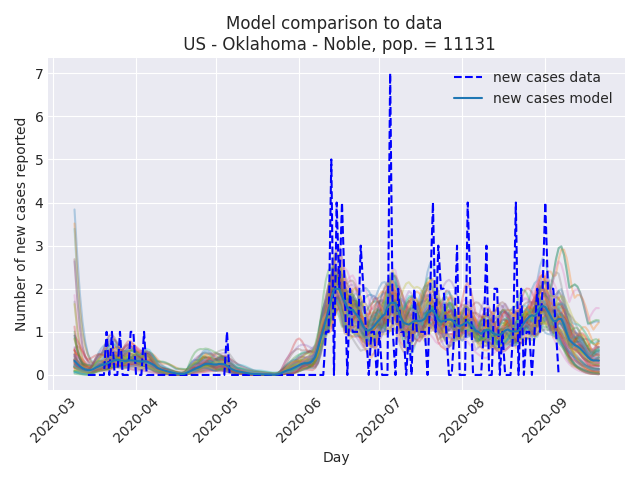 Model comparison to data
US - Oklahoma - Noble, pop. = 11131
new cases data
new cases model
Number of new cases reported
7
6
5
4
3
2
1
0
2020-03
2020-04
2020-05
2020-06
2020-07
2020-08
2020-09
Day